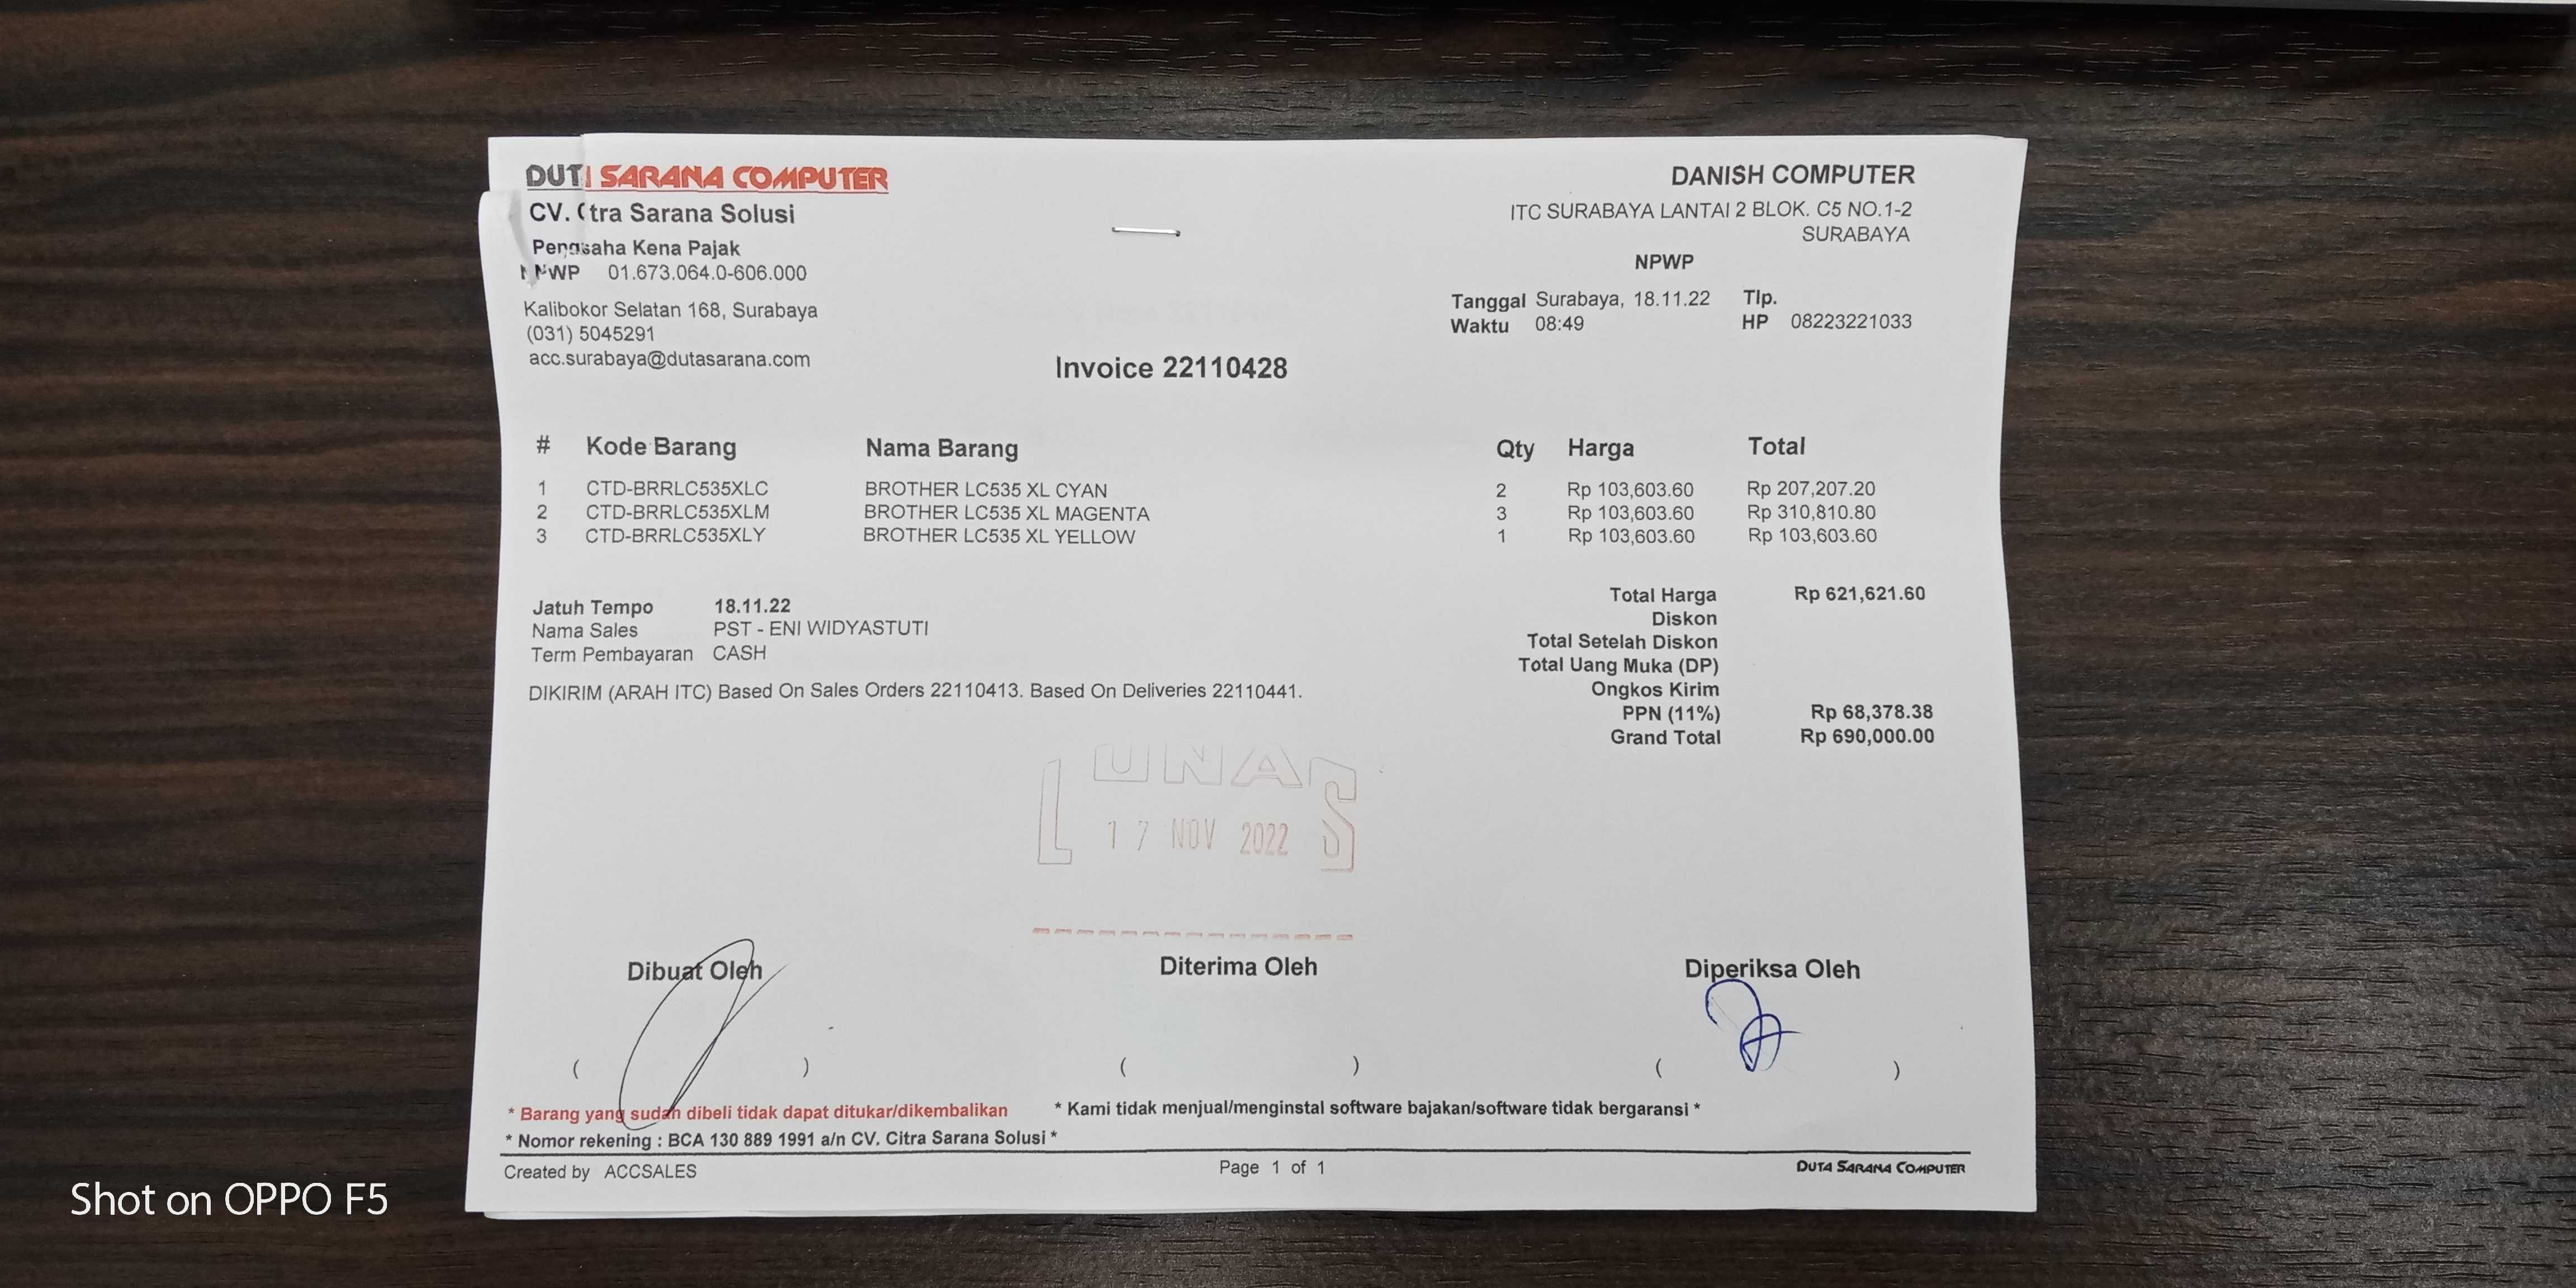 DUT SARANA COMPUTER
CV. Citra Sarana Solusi
Pengusaha Kena Pajak
NPWP 01.673.064.0-606.000
Kalibokor Selatan 168, Surabaya
(031) 5045291
acc.surabaya@dutasarana.com
DANISH COMPUTER
ITC SURABAYA LANTAI 2 BLOK. C5 NO.1-2
SURABAYA
NPWP
Tanggal Surabaya, 18.11.22 Tlp.
Waktu 08:49 HP 08223221033
Invoice 22110428
# Kode Barang Nama Barang Qty Harga Total
1 CTD-BRRLC535XLC BROTHER LC535 XL CYAN 2 Rp 103,603.60 Rp 207,207.20
2 CTD-BRRLC535XLM BROTHER LC535 XL MAGENTA 3 Rp 103,603.60 Rp 310,810.80
3 CTD-BRRLC535XLY BROTHER LC535 XL YELLOW 1 Rp 103,603.60 Rp 103,603.60
Jatuh Tempo 18.11.22
Nama Sales PST - ENI WIDYASTUTI
Term Pembayaran CASH
DIKIRIM (ARAH ITC) Based On Sales Orders 22110413. Based On Deliveries 22110441.
Total Harga Rp 621,621.60
Diskon
Total Setelah Diskon
Total Uang Muka (DP)
Ongkos Kirim
PPN (11%) Rp 68,378.38
Grand Total Rp 690,000.00
LUNAS
17 NOV 2022
Dibuat Oleh Diterima Oleh Diperiksa Oleh
( ) ( ) ( )
* Barang yang sudah dibeli tidak dapat ditukar/dikembalikan * Kami tidak menjual/menginstal software bajakan/software tidak bergaransi *
* Nomor rekening : BCA 130 889 1991 a/n CV. Citra Sarana Solusi *
Created by ACCSALES Page 1 of 1 DUTA SARANA COMPUTER
Shot on OPPO F5